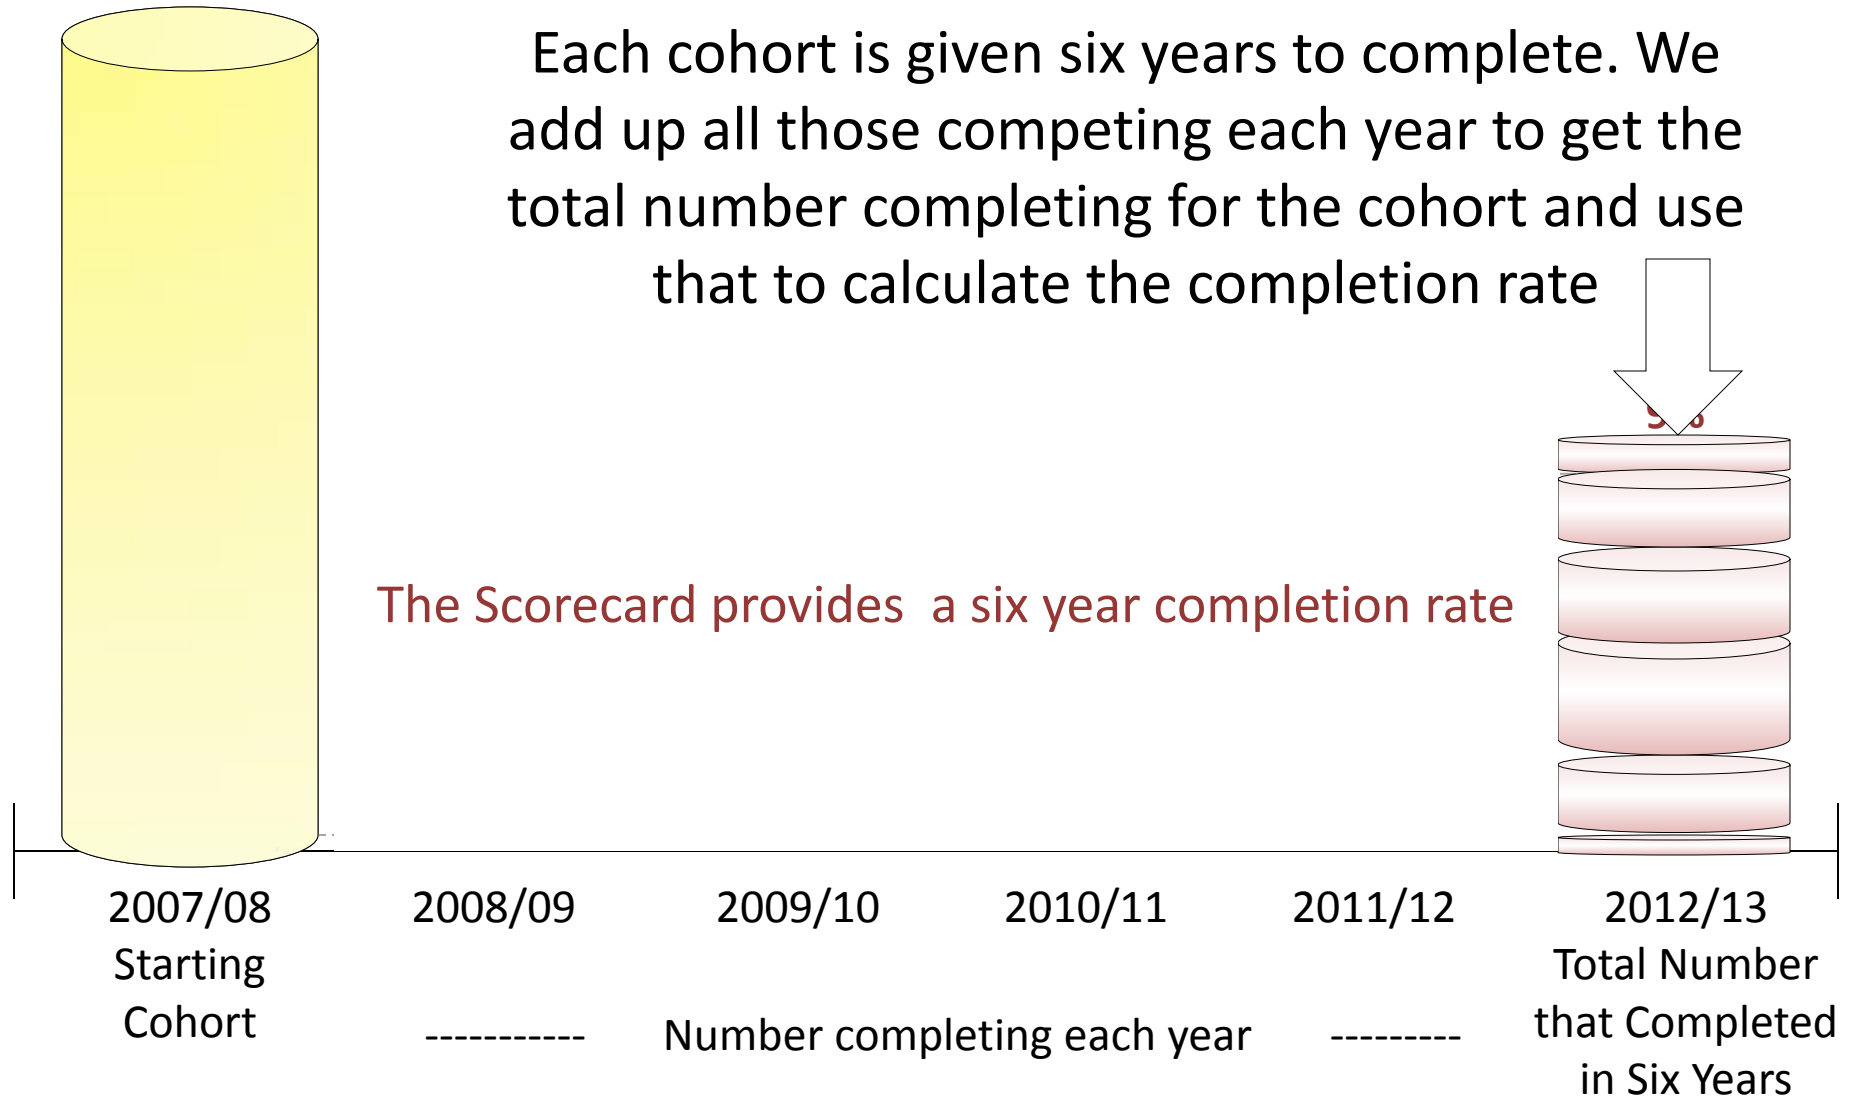 Each cohort is given six years to complete. We
add up all those competing each year to get the
total number completing for the cohort and use
that to calculate the completion rate
The Scorecard provides  a six year completion rate
2007/08
2008/09
2009/10
2010/11
2011/12
2012/13
Starting
Cohort
----------- Number completing each year ---------
Total Number
that Completed
in Six Years